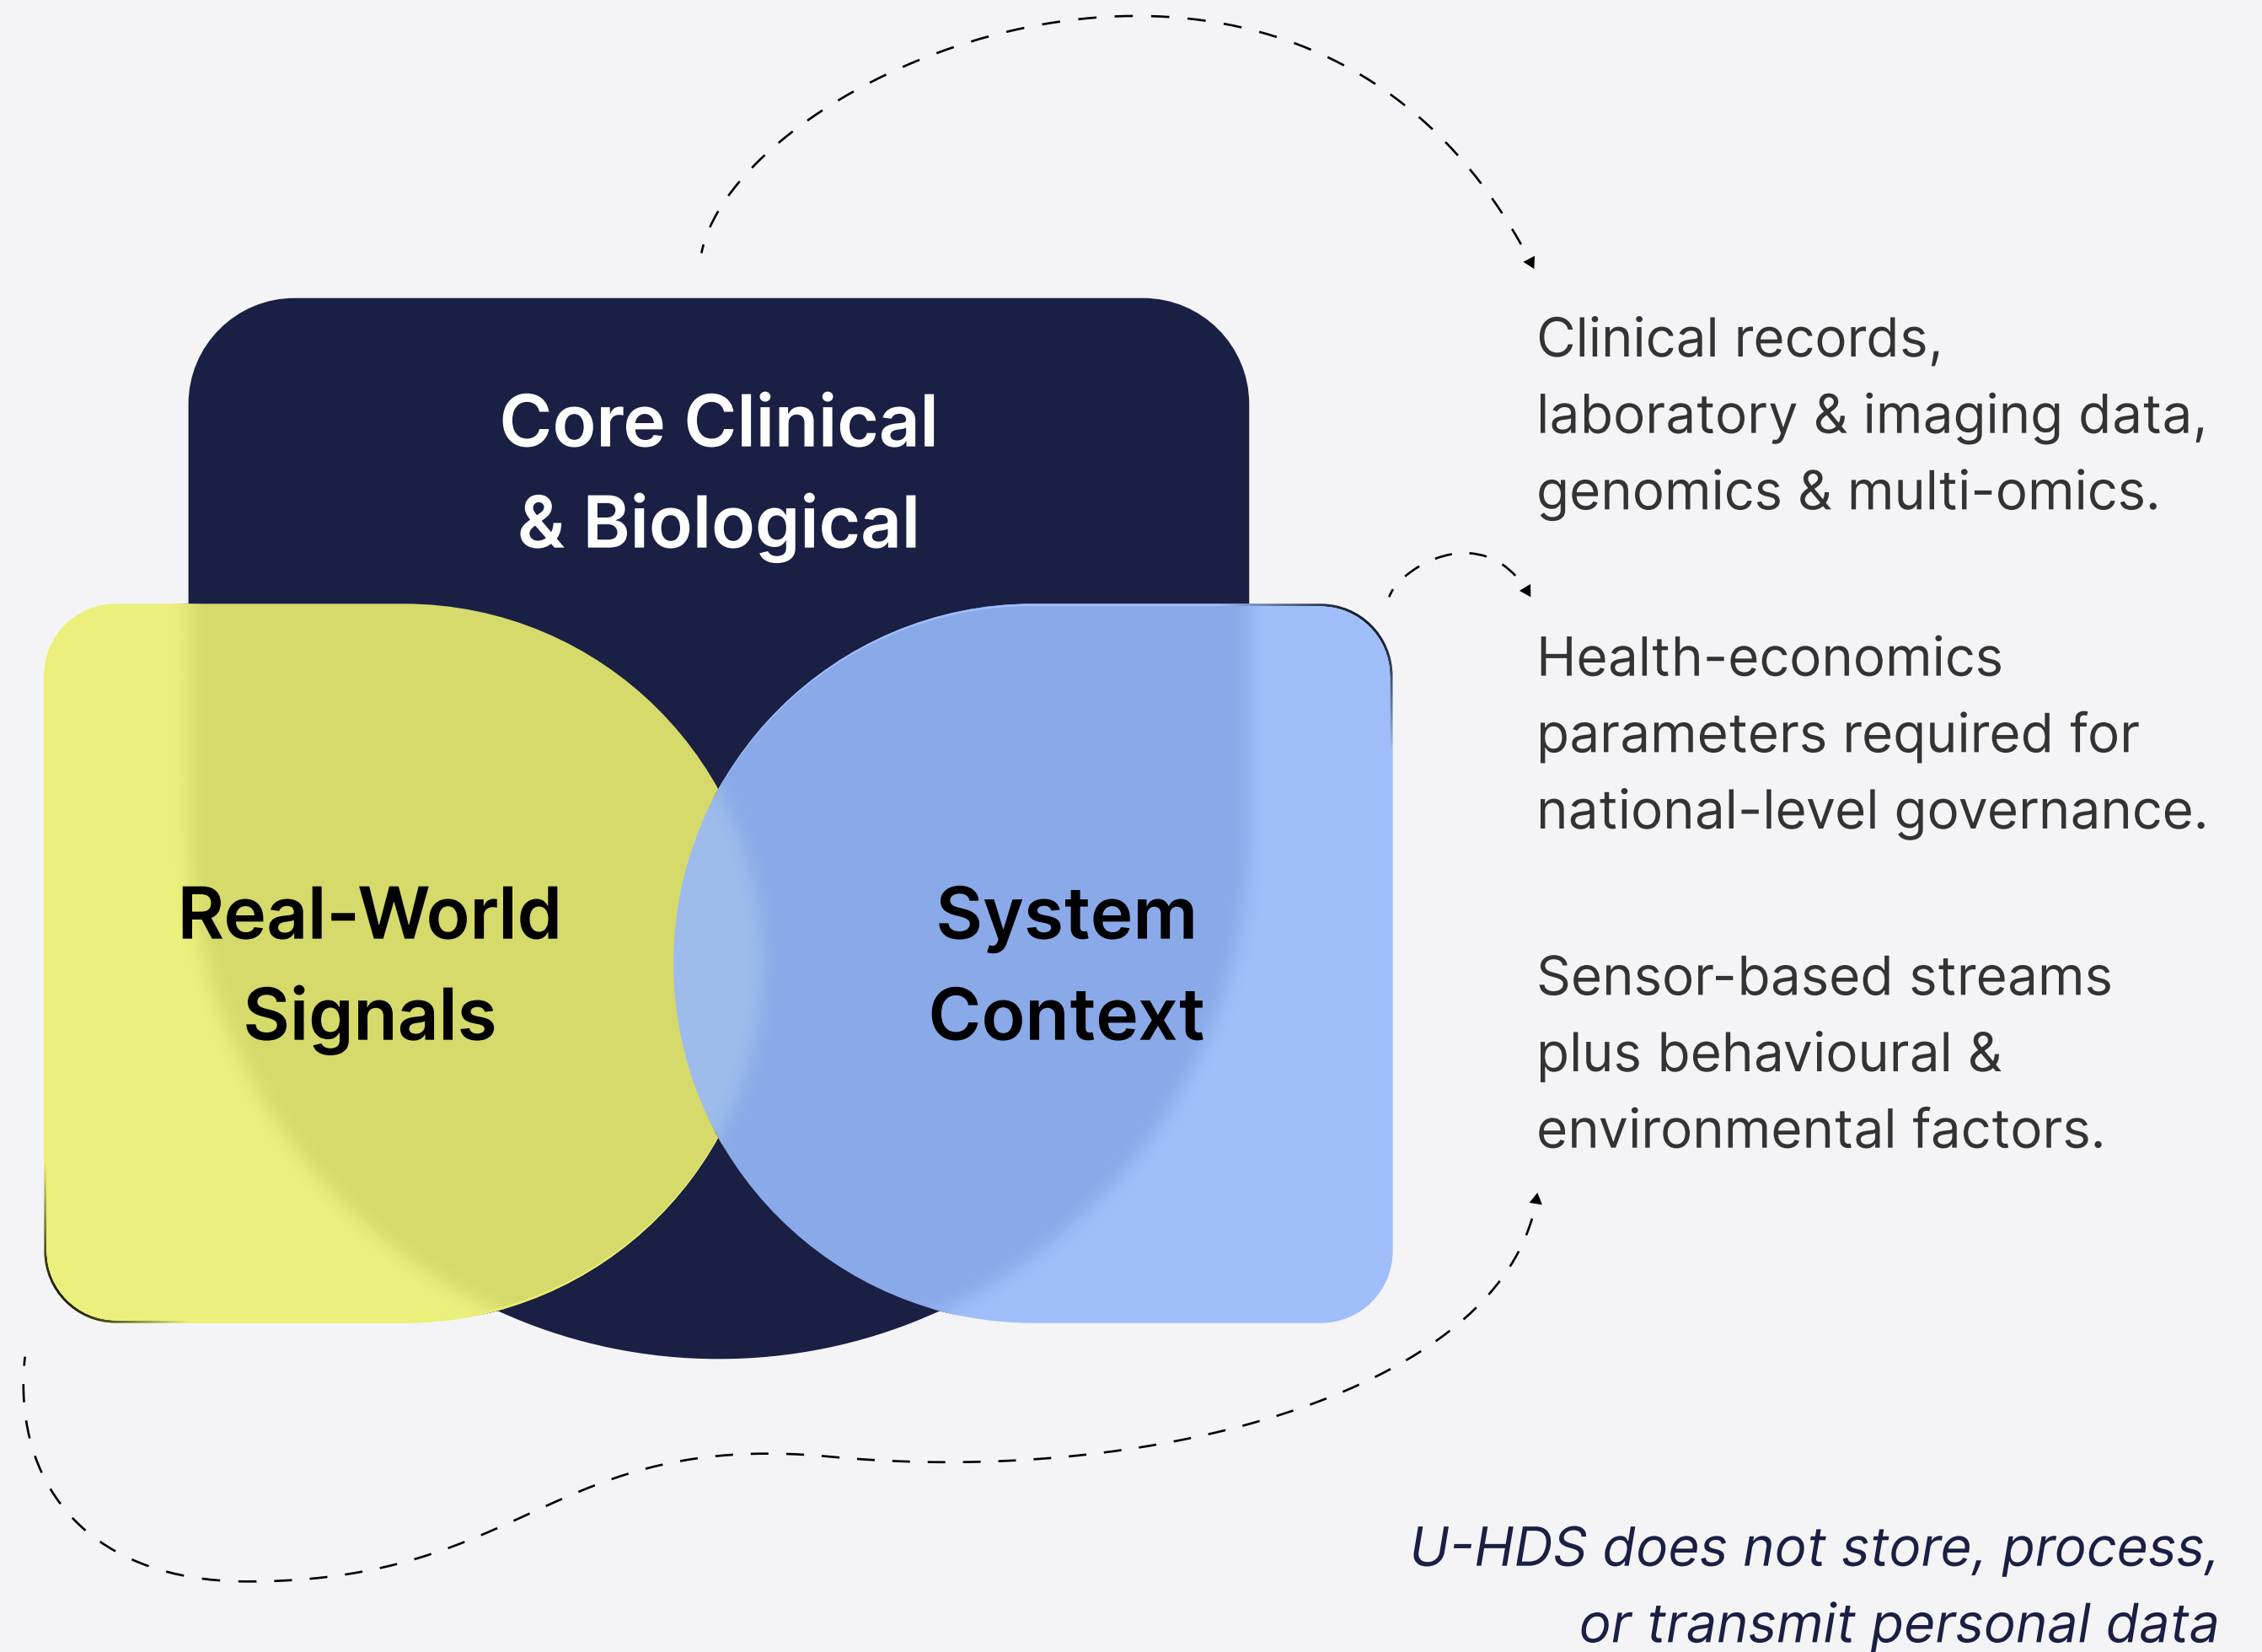 Core Clinical
& Biological
Real-World
Signals
System
Context
Clinical records,
laboratory & imaging data,
genomics & multi-omics.
Health-economics
parameters required for
national-level governance.
Sensor-based streams
plus behavioural &
environmental factors.
U-HDS does not store, process,
or transmit personal data